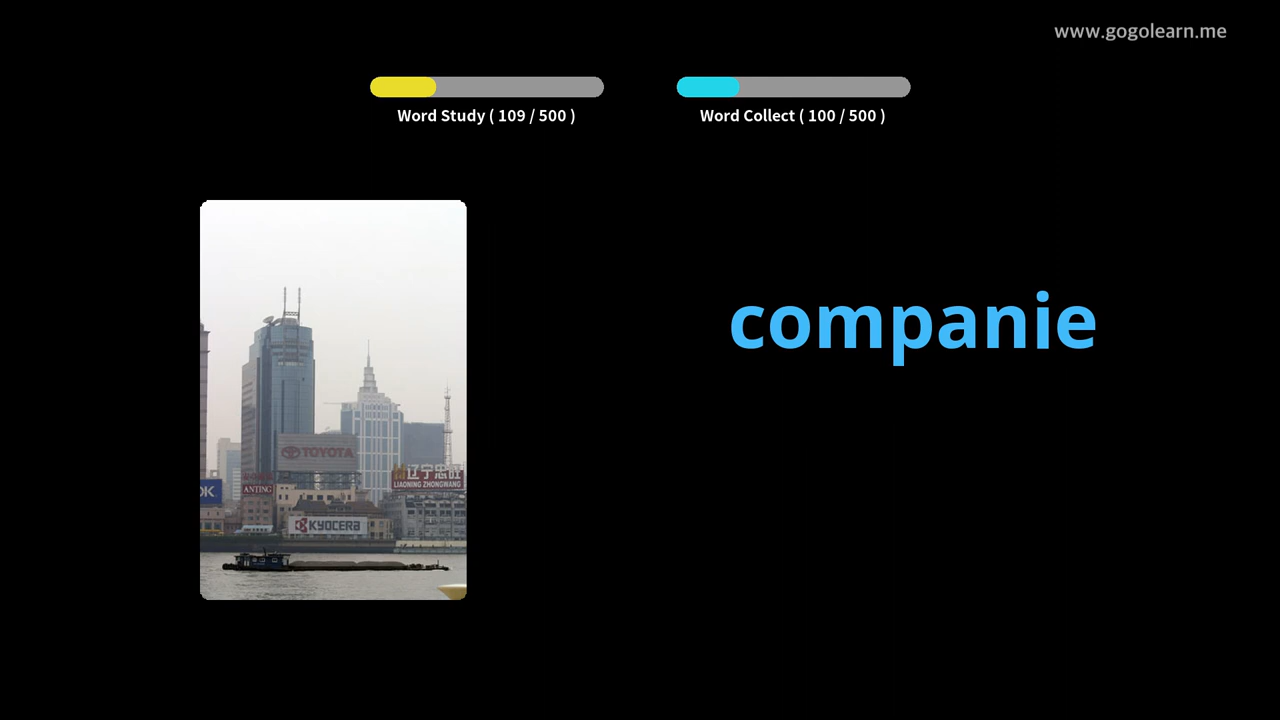 www.gogolearn.me
Word Study ( 109 / 500 )
Word Collect ( 100 / 500 )
companie
TOYOTA
辽宁忠旺
LIAONING ZHONGWANG
OK
ANTING
KYOCERA